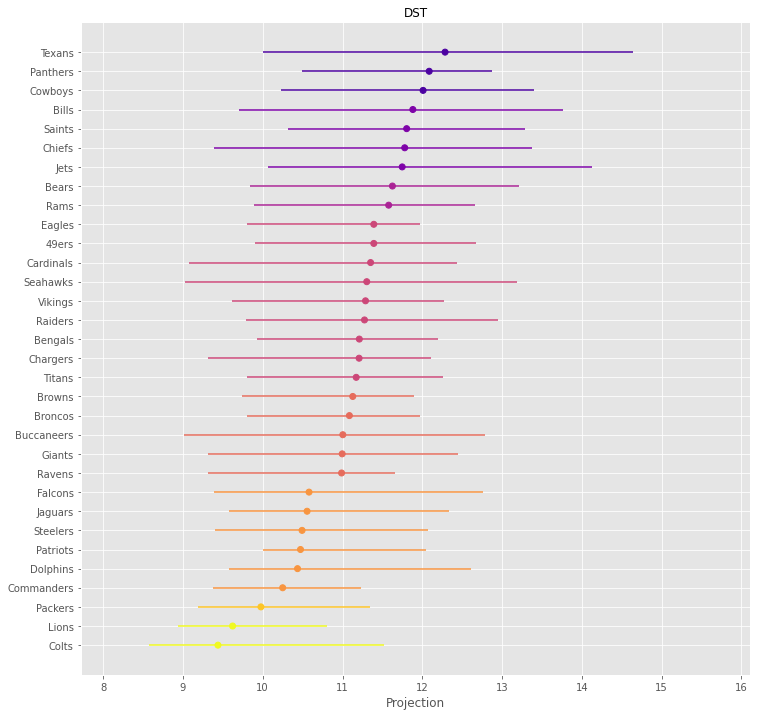 DST
Texans
Panthers
Cowboys
Bills
Saints
Chiefs
Jets
Bears
Rams
Eagles
49ers
Cardinals
Seahawks
Vikings
Raiders
Bengals
Chargers
Titans
Browns
Broncos
Buccaneers
Giants
Ravens
Falcons
Jaguars
Steelers
Patriots
Dolphins
Commanders
Packers
Lions
Colts
8 9 10 11 12 13 14 15 16
Projection